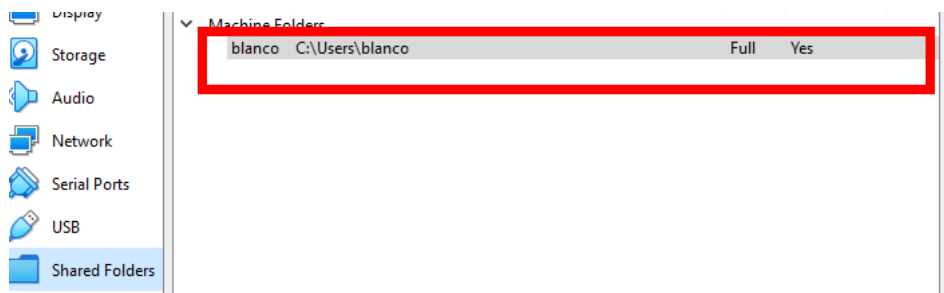 Display
Machine Folders
blanco C:\Users\blanco Full Yes
Storage
Audio
Network
Serial Ports
USB
Shared Folders